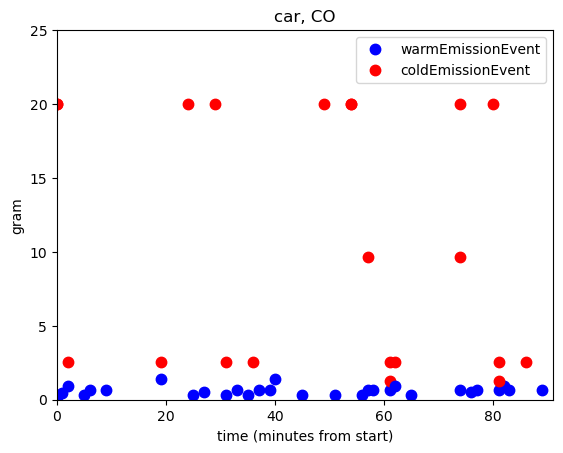 car, CO
warmEmissionEvent
coldEmissionEvent
25
20
15
10
5
0
gram
0 20 40 60 80
time (minutes from start)